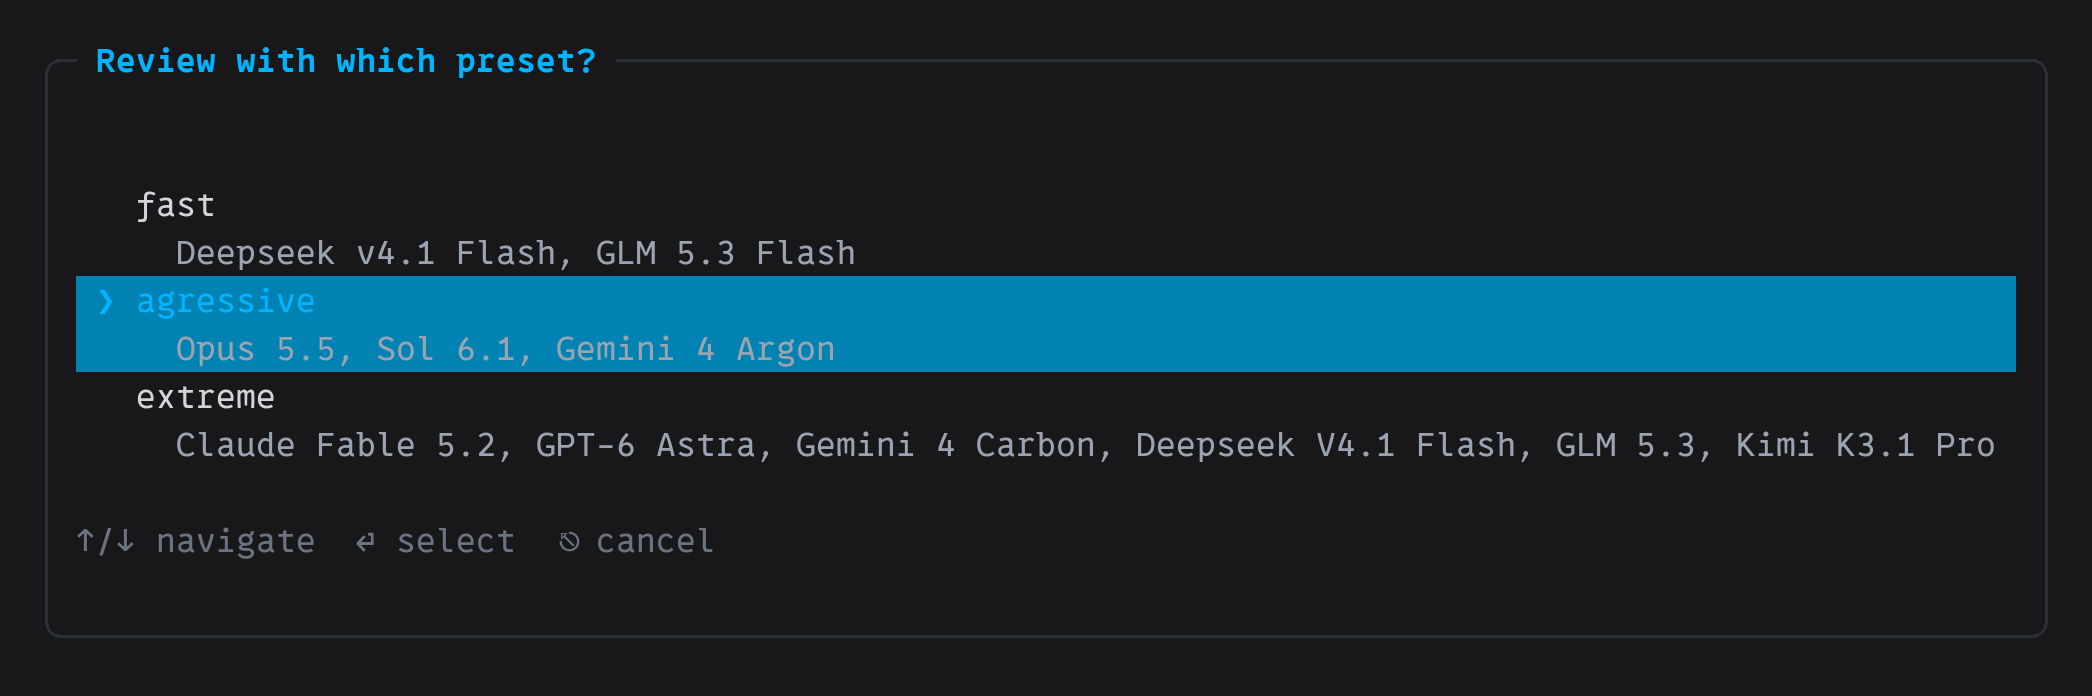 Review with which preset?
fast
Deepseek v4.1 Flash, GLM 5.3 Flash
❯ agressive
Opus 5.5, Sol 6.1, Gemini 4 Argon
extreme
Claude Fable 5.2, GPT-6 Astra, Gemini 4 Carbon, Deepseek V4.1 Flash, GLM 5.3, Kimi K3.1 Pro
↑/↓ navigate  ⏎ select  ⎋ cancel